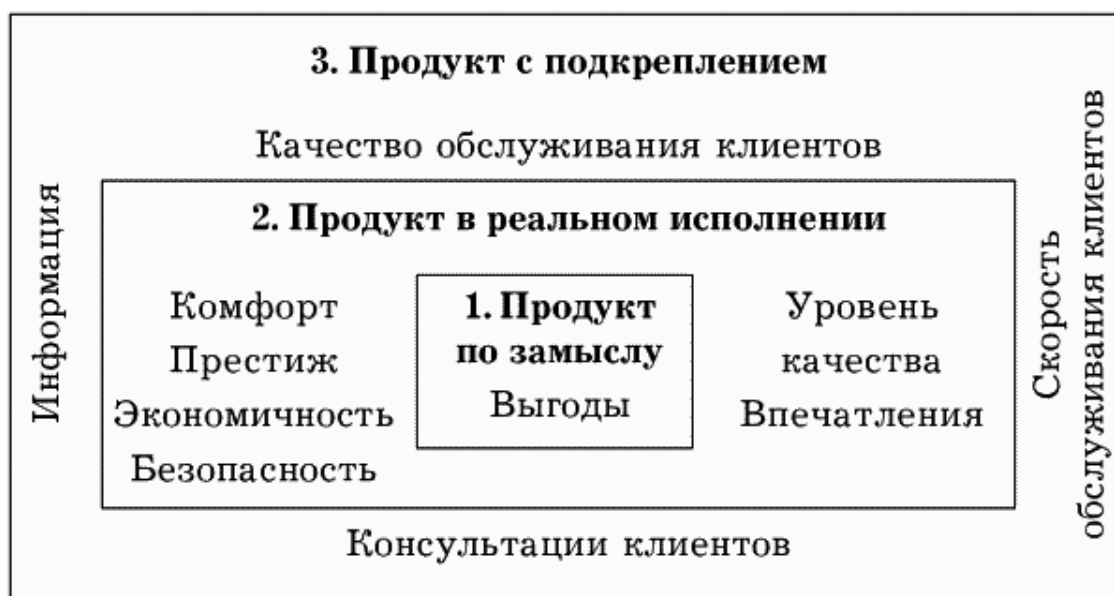 3. Продукт с подкреплением
Качество обслуживания клиентов
Информация
2. Продукт в реальном исполнении
Комфорт
Престиж
Экономичность
Безопасность
1. Продукт
по замыслу
Выгоды
Уровень
качества
Впечатления
Скорость
обслуживания клиентов
Консультации клиентов